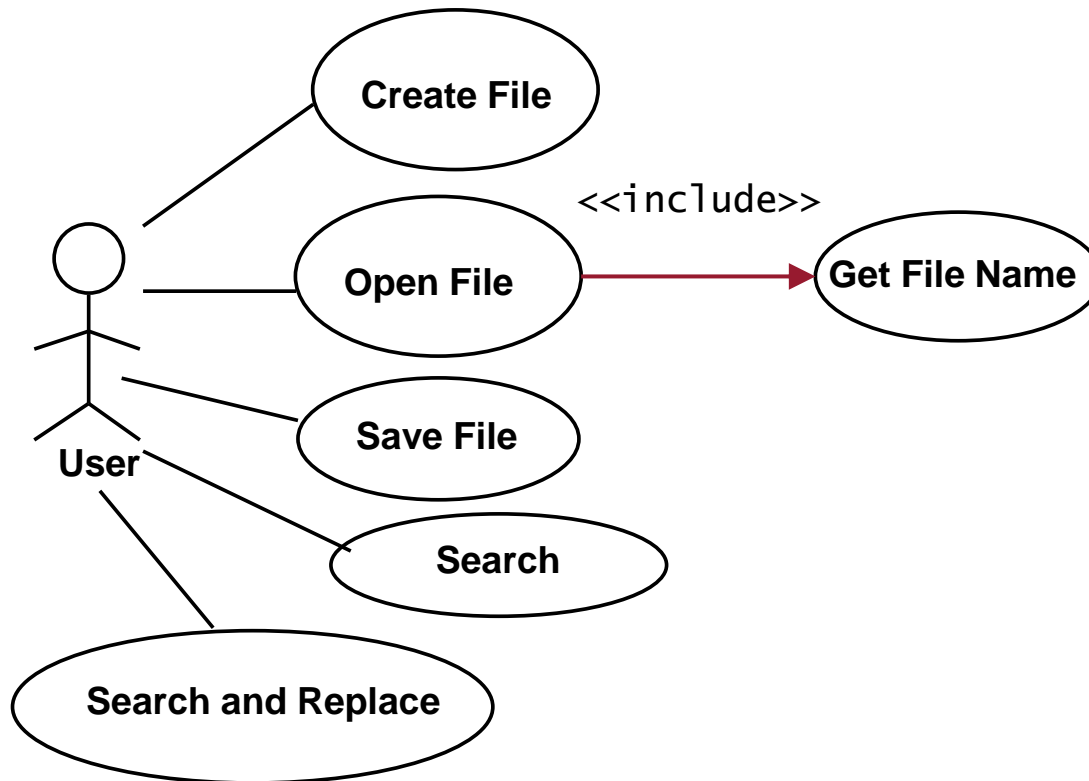 Create File
<<include>>
Open File
Get File Name
Save File
User
Search
Search and Replace